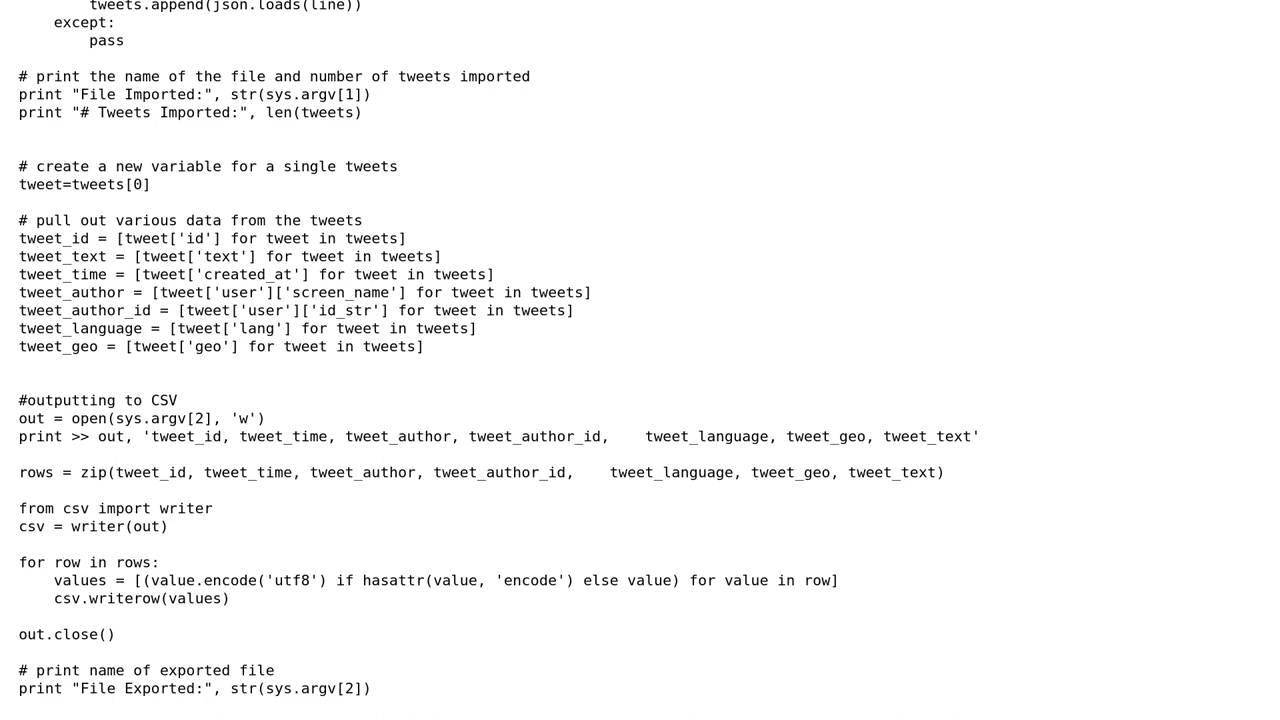 tweets.append(json.loads(line))
    except:
        pass

# print the name of the file and number of tweets imported
print "File Imported:", str(sys.argv[1])
print "# Tweets Imported:", len(tweets)


# create a new variable for a single tweets
tweet=tweets[0]

# pull out various data from the tweets
tweet_id = [tweet['id'] for tweet in tweets]
tweet_text = [tweet['text'] for tweet in tweets]
tweet_time = [tweet['created_at'] for tweet in tweets]
tweet_author = [tweet['user']['screen_name'] for tweet in tweets]
tweet_author_id = [tweet['user']['id_str'] for tweet in tweets]
tweet_language = [tweet['lang'] for tweet in tweets]
tweet_geo = [tweet['geo'] for tweet in tweets]


#outputting to CSV
out = open(sys.argv[2], 'w')
print >> out, 'tweet_id, tweet_time, tweet_author, tweet_author_id,    tweet_language, tweet_geo, tweet_text'

rows = zip(tweet_id, tweet_time, tweet_author, tweet_author_id,    tweet_language, tweet_geo, tweet_text)

from csv import writer
csv = writer(out)

for row in rows:
    values = [(value.encode('utf8') if hasattr(value, 'encode') else value) for value in row]
    csv.writerow(values)

out.close()

# print name of exported file
print "File Exported:", str(sys.argv[2])